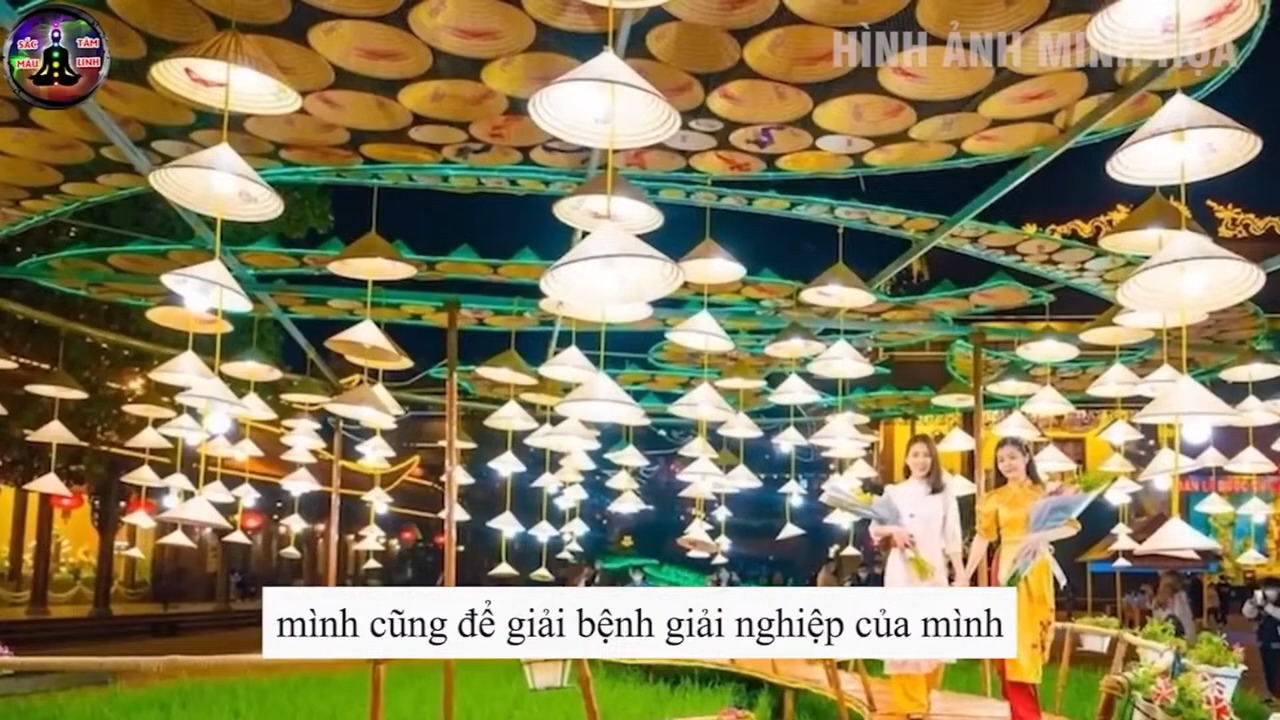 SẮC TÂM
MÀU LINH
HÌNH ẢNH MINH HỌA
mình cũng để giải bệnh giải nghiệp của mình